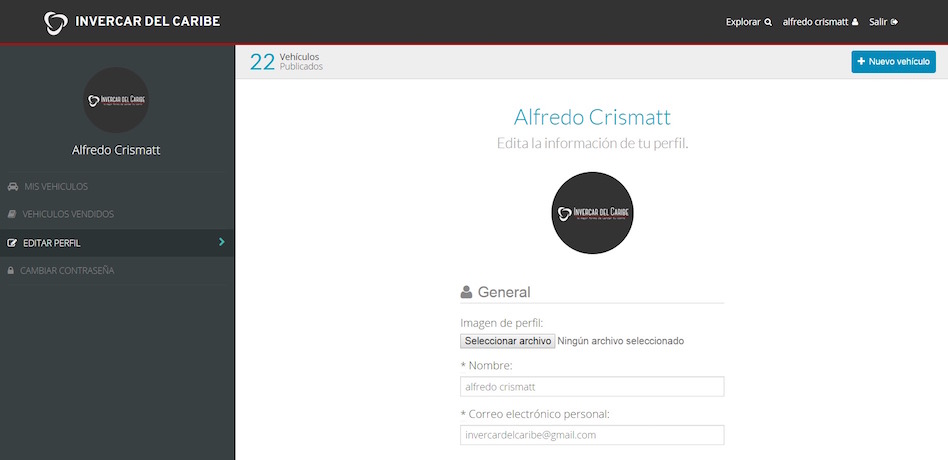 INVERCAR DEL CARIBE
Explorar alfredo crismatt Salir
22 Vehículos
Publicados
+ Nuevo vehículo
INVERCAR DEL CARIBE
Alfredo Crismatt
MIS VEHICULOS
VEHICULOS VENDIDOS
EDITAR PERFIL
CAMBIAR CONTRASEÑA
Alfredo Crismatt
Edita la información de tu perfil.
INVERCAR DEL CARIBE
General
Imagen de perfil:
Seleccionar archivo Ningún archivo seleccionado
* Nombre:
alfredo crismatt
* Correo electrónico personal:
invercardelcaribe@gmail.com